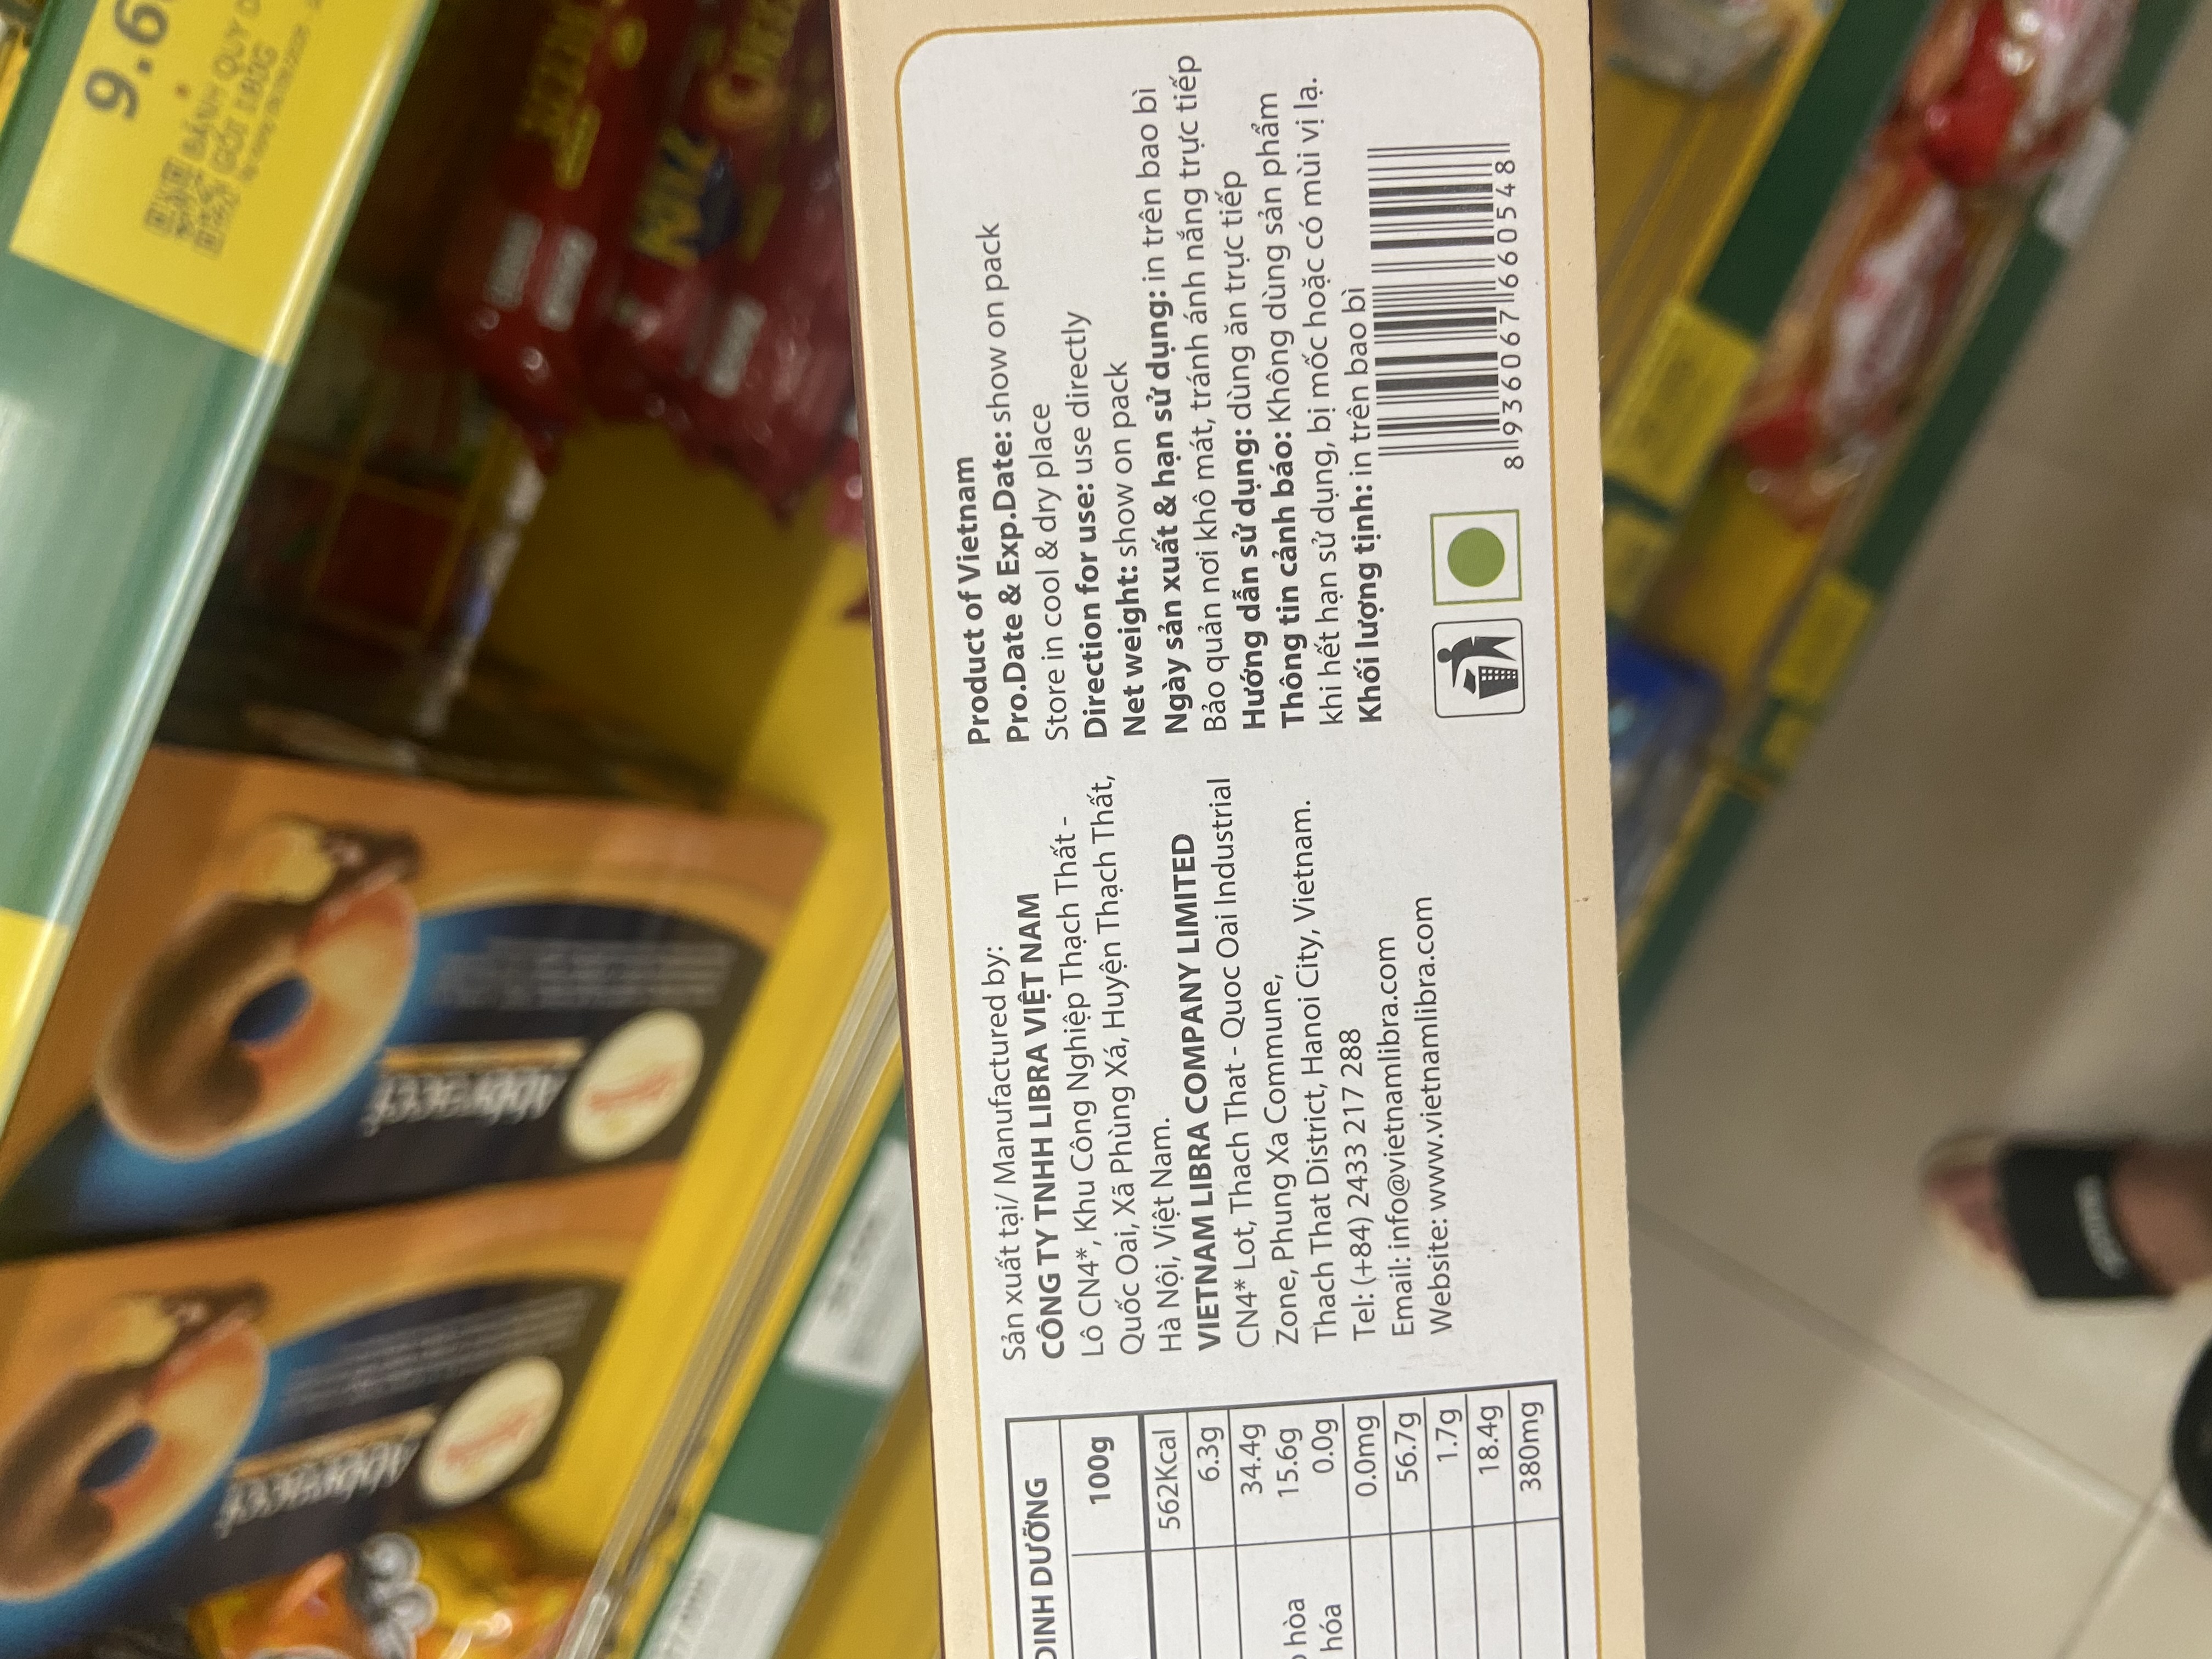 9.6
BÁNH QUY
GÓI 180G
RITZ
DINH DƯỠNG
100g
562Kcal
6.3g
34.4g
hòa 15.6g
hóa 0.0g
0.0mg
56.7g
1.7g
18.4g
380mg
Sản xuất tại/ Manufactured by:
CÔNG TY TNHH LIBRA VIỆT NAM
Lô CN4*, Khu Công Nghiệp Thạch Thất -
Quốc Oai, Xã Phùng Xá, Huyện Thạch Thất,
Hà Nội, Việt Nam.
VIETNAM LIBRA COMPANY LIMITED
CN4* Lot, Thach That - Quoc Oai Industrial
Zone, Phung Xa Commune,
Thach That District, Hanoi City, Vietnam.
Tel: (+84) 2433 217 288
Email: info@vietnamlibra.com
Website: www.vietnamlibra.com
Product of Vietnam
Pro.Date & Exp.Date: show on pack
Store in cool & dry place
Direction for use: use directly
Net weight: show on pack
Ngày sản xuất & hạn sử dụng: in trên bao bì
Bảo quản nơi khô mát, tránh ánh nắng trực tiếp
Hướng dẫn sử dụng: dùng ăn trực tiếp
Thông tin cảnh báo: Không dùng sản phẩm
khi hết hạn sử dụng, bị mốc hoặc có mùi vị lạ.
Khối lượng tịnh: in trên bao bì
8 936067 660548